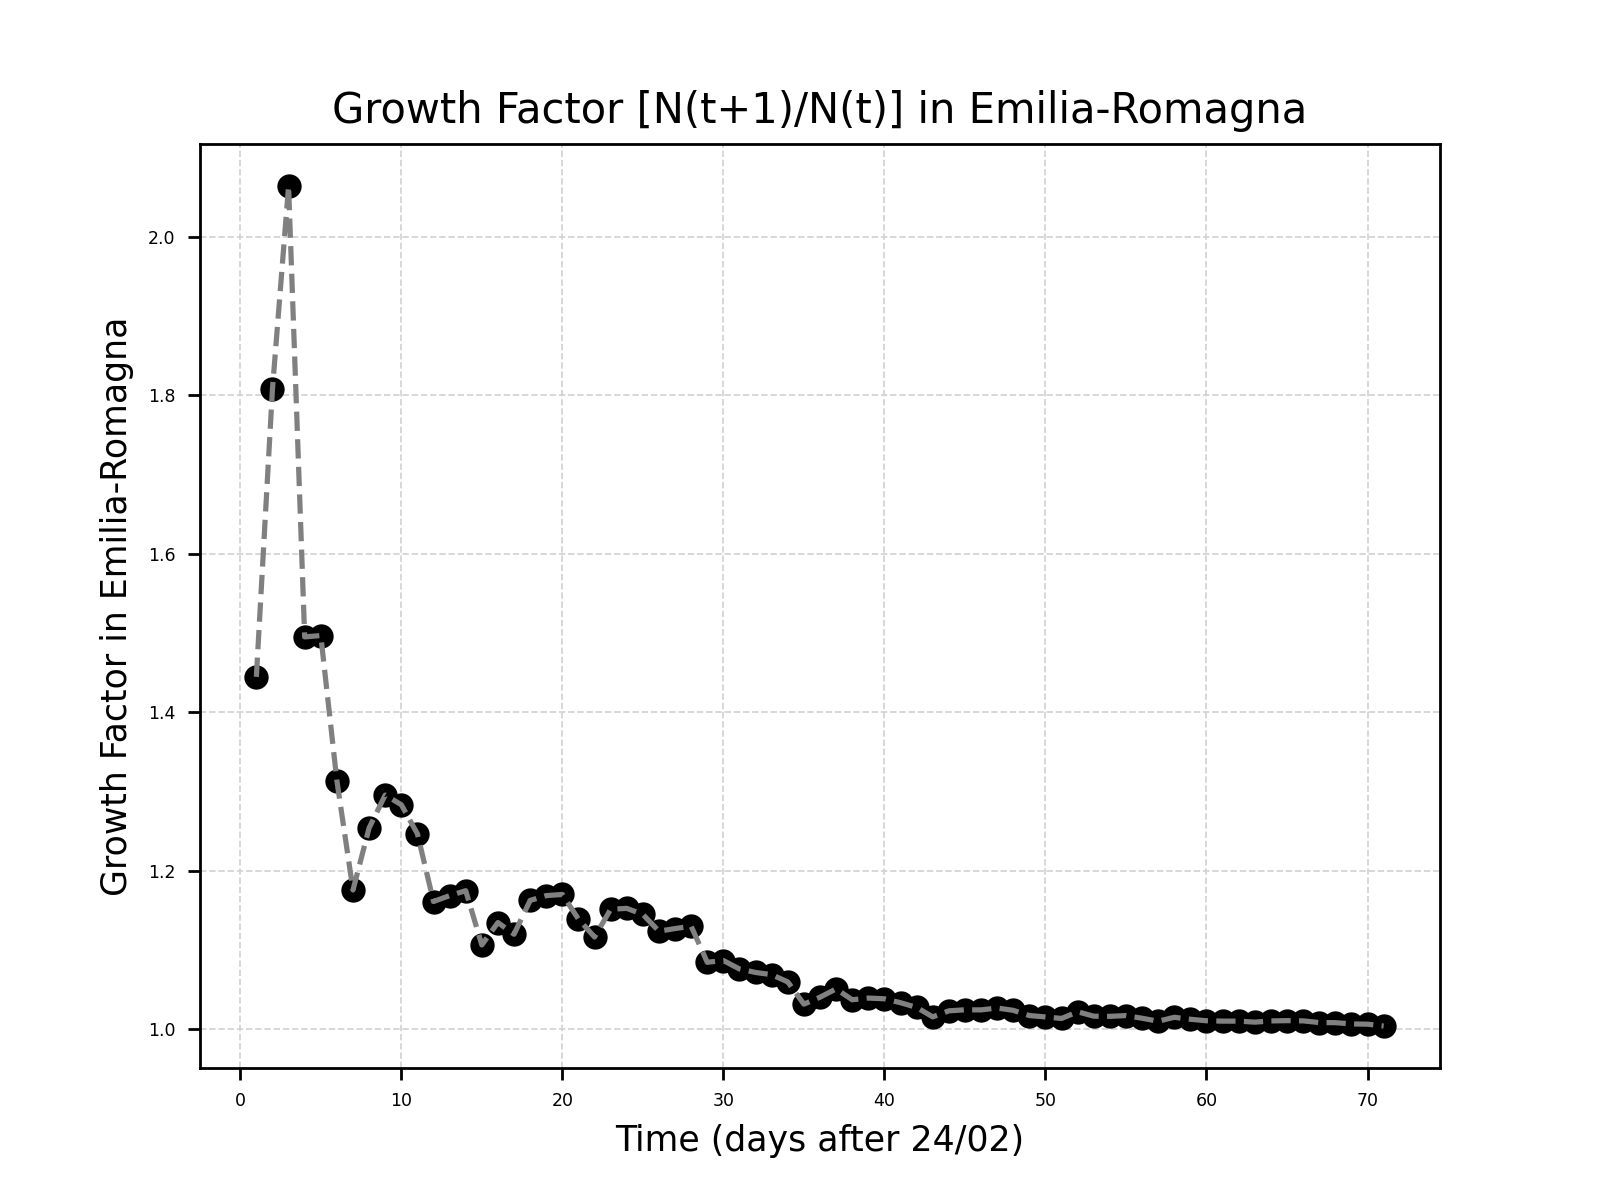 Growth Factor [N(t+1)/N(t)] in Emilia-Romagna
Growth Factor in Emilia-Romagna
2.0
1.8
1.6
1.4
1.2
1.0
0 10 20 30 40 50 60 70
Time (days after 24/02)